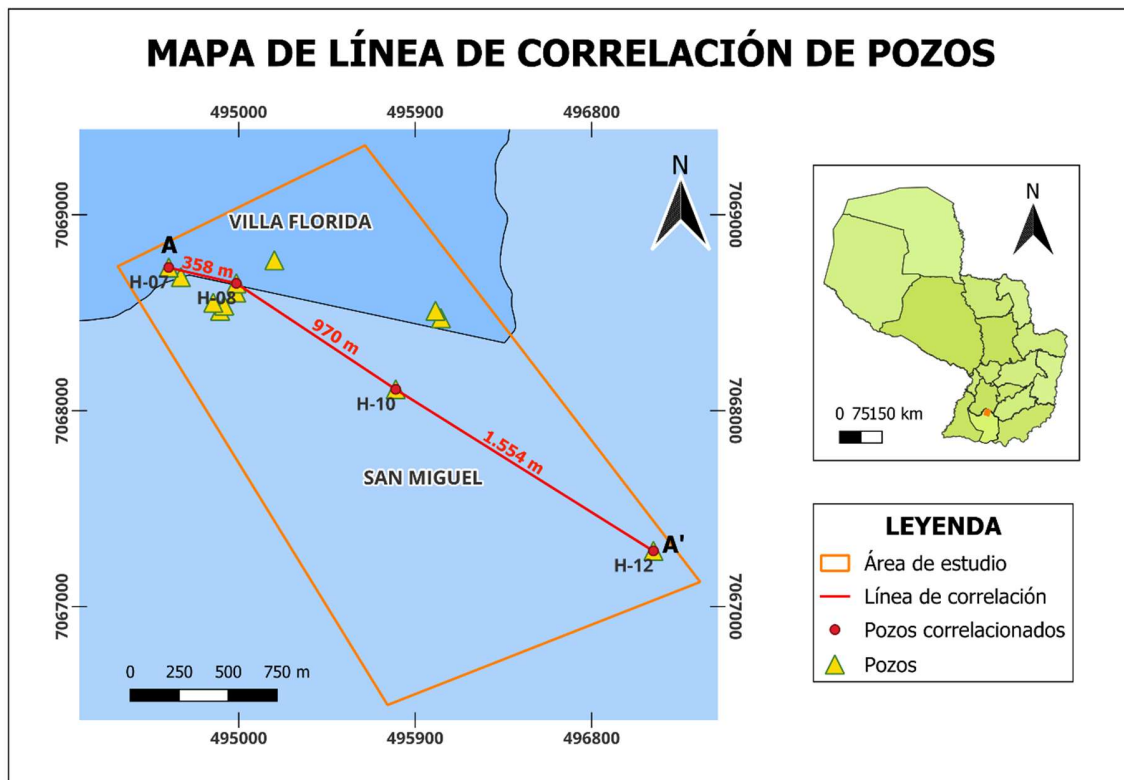 MAPA DE LÍNEA DE CORRELACIÓN DE POZOS
495000
495900
496800
7069000
7069000
N
VILLA FLORIDA
A
358 m
H-07
H-08
970 m
H-10
7068000
7068000
1.554 m
SAN MIGUEL
A'
H-12
7067000
7067000
0 250 500 750 m
495000
495900
496800
N
0 75150 km
LEYENDA
Área de estudio
Línea de correlación
Pozos correlacionados
Pozos